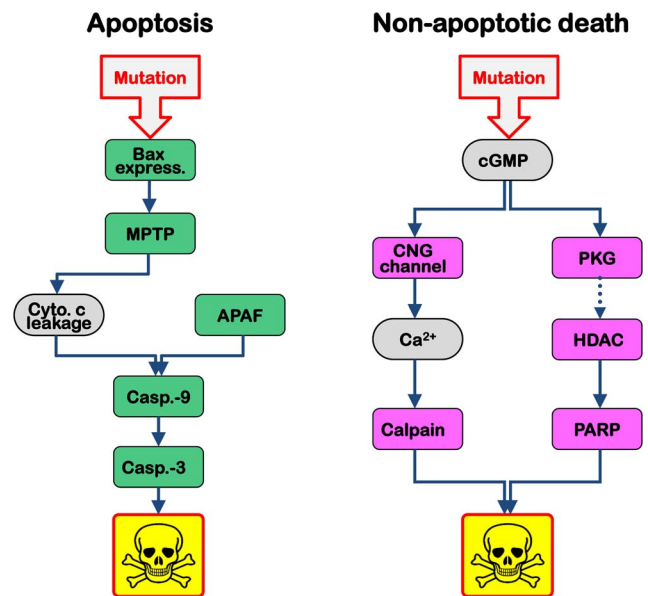 Apoptosis
Mutation
Bax
express.
MPTP
Cyto. c
leakage
APAF
Casp.-9
Casp.-3
Non-apoptotic death
Mutation
cGMP
CNG
channel
PKG
Ca²⁺
HDAC
Calpain
PARP